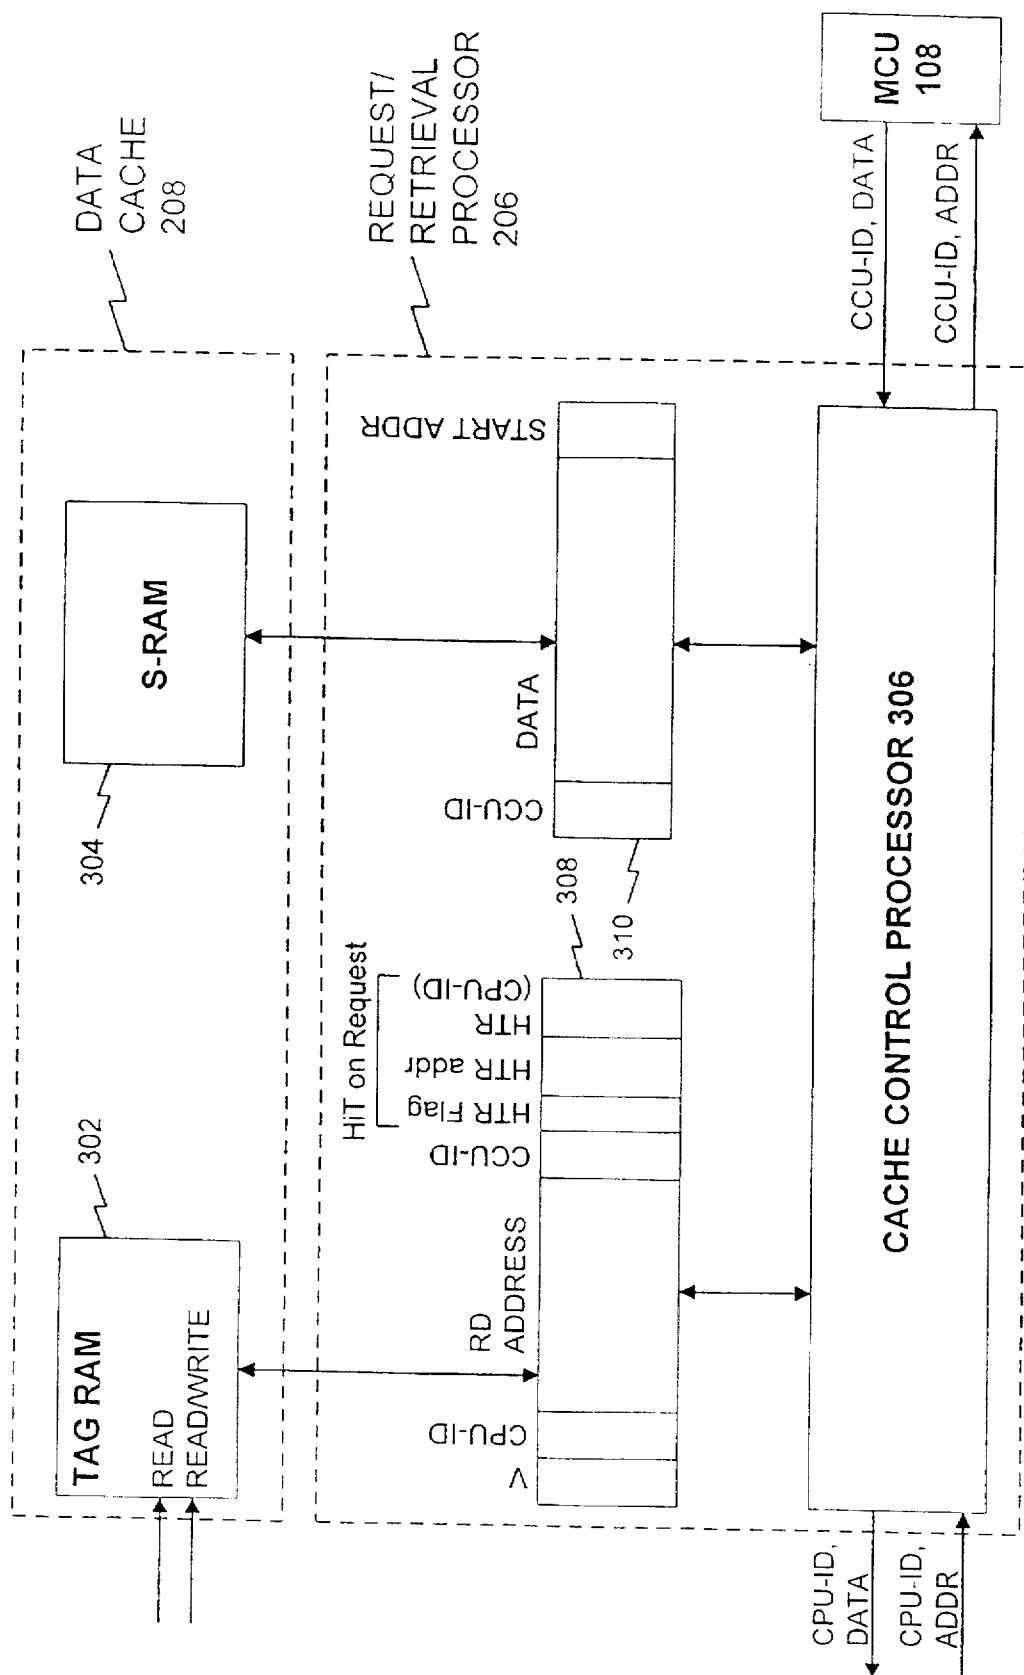 DATA
CACHE
208
REQUEST/
RETRIEVAL
PROCESSOR
206
TAG RAM
READ
READ/WRITE
302
S-RAM
304
HiT on Request
V
CPU-ID
RD
ADDRESS
CCU-ID
HTR Flag
HTR addr
HTR
(CPU-ID)
308
CCU-ID
DATA
START ADDR
310
CACHE CONTROL PROCESSOR 306
CPU-ID,
DATA
CPU-ID,
ADDR
CCU-ID, DATA
CCU-ID, ADDR
MCU
108